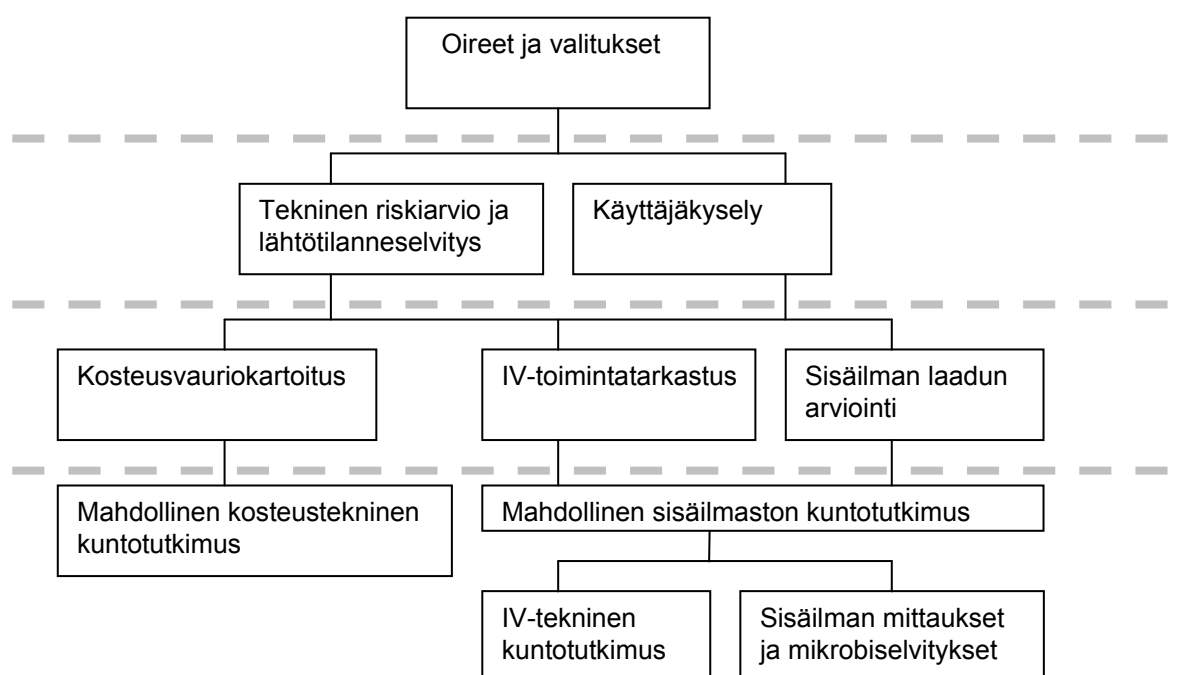 Oireet ja valitukset
Tekninen riskiarvio ja
lähtötilanneselvitys
Käyttäjäkysely
Kosteusvauriokartoitus
IV-toimintatarkastus
Sisäilman laadun
arviointi
Mahdollinen kosteustekninen
kuntotutkimus
Mahdollinen sisäilmaston kuntotutkimus
IV-tekninen
kuntotutkimus
Sisäilman mittaukset
ja mikrobiselvitykset